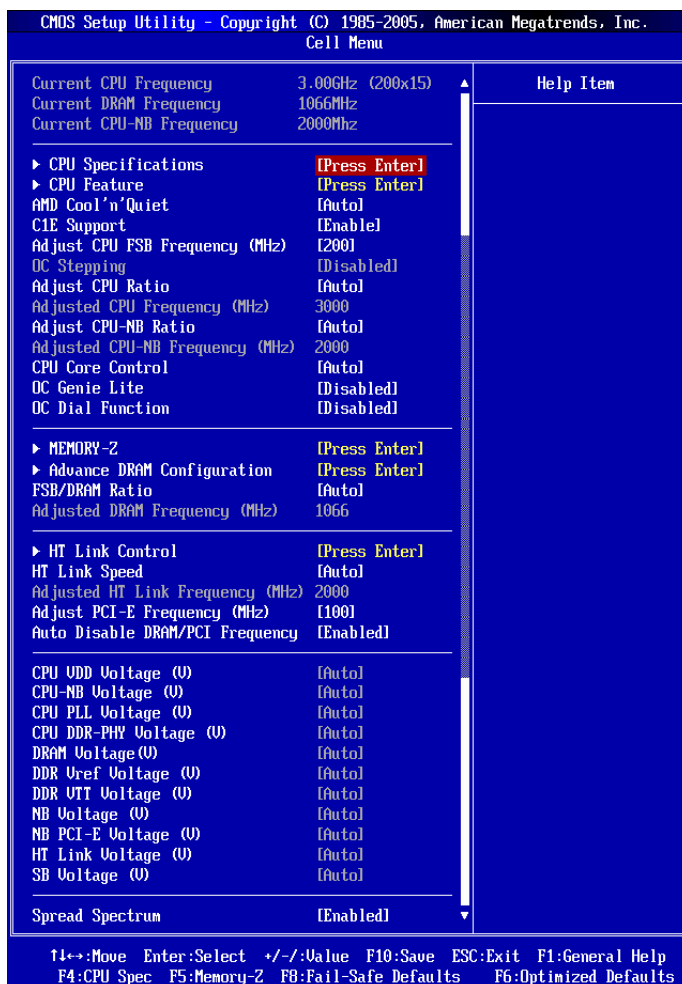 CMOS Setup Utility - Copyright (C) 1985-2005, American Megatrends, Inc.
Cell Menu
Current CPU Frequency 3.00GHz (200x15)
Current DRAM Frequency 1066MHz
Current CPU-NB Frequency 2000Mhz
Help Item
▶ CPU Specifications [Press Enter]
▶ CPU Feature [Press Enter]
AMD Cool'n'Quiet [Auto]
C1E Support [Enable]
Adjust CPU FSB Frequency (MHz) [200]
OC Stepping [Disabled]
Adjust CPU Ratio [Auto]
Adjusted CPU Frequency (MHz) 3000
Adjust CPU-NB Ratio [Auto]
Adjusted CPU-NB Frequency (MHz) 2000
CPU Core Control [Auto]
OC Genie Lite [Disabled]
OC Dial Function [Disabled]
▶ MEMORY-Z [Press Enter]
▶ Advance DRAM Configuration [Press Enter]
FSB/DRAM Ratio [Auto]
Adjusted DRAM Frequency (MHz) 1066
▶ HT Link Control [Press Enter]
HT Link Speed [Auto]
Adjusted HT Link Frequency (MHz) 2000
Adjust PCI-E Frequency (MHz) [100]
Auto Disable DRAM/PCI Frequency [Enabled]
CPU VDD Voltage (V) [Auto]
CPU-NB Voltage (V) [Auto]
CPU PLL Voltage (V) [Auto]
CPU DDR-PHY Voltage (V) [Auto]
DRAM Voltage(V) [Auto]
DDR Vref Voltage (V) [Auto]
DDR VTT Voltage (V) [Auto]
NB Voltage (V) [Auto]
NB PCI-E Voltage (V) [Auto]
HT Link Voltage (V) [Auto]
SB Voltage (V) [Auto]
Spread Spectrum [Enabled]
↑↓←→:Move Enter:Select +/-/:Value F10:Save ESC:Exit F1:General Help
F4:CPU Spec F5:Memory-Z F8:Fail-Safe Defaults F6:Optimized Defaults